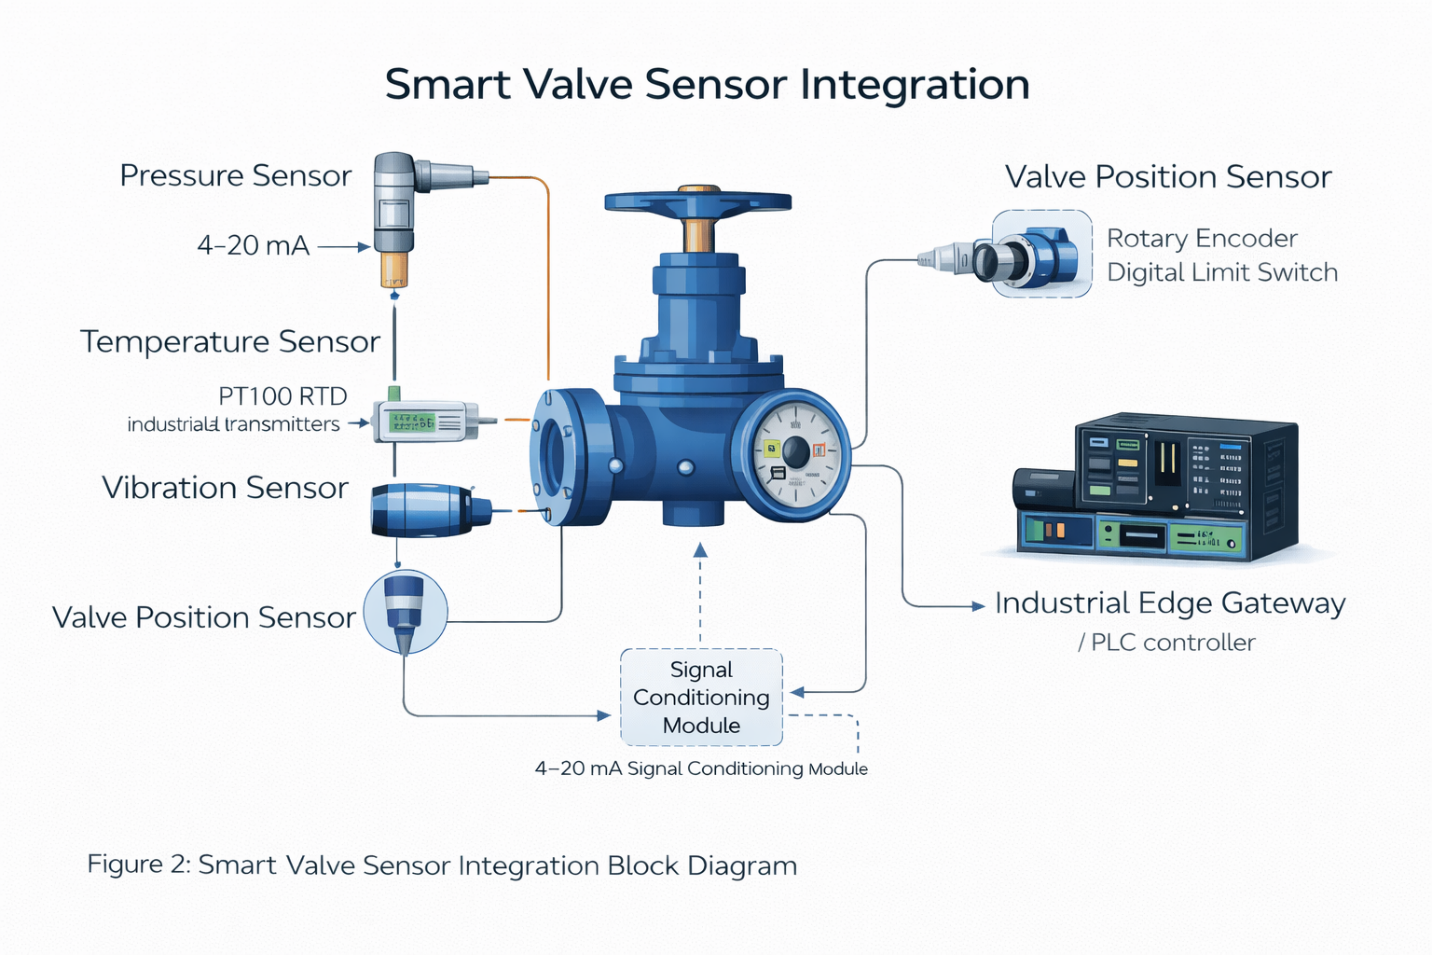 Smart Valve Sensor Integration
Pressure Sensor
4–20 mA
Temperature Sensor
PT100 RTD
industriald transmitters
Vibration Sensor
Valve Position Sensor
Valve Position Sensor
Rotary Encoder
Digital Limit Switch
Industrial Edge Gateway
/ PLC controller
Signal
Conditioning
Module
4–20 mA Signal Conditioning Module
Figure 2: Smart Valve Sensor Integration Block Diagram